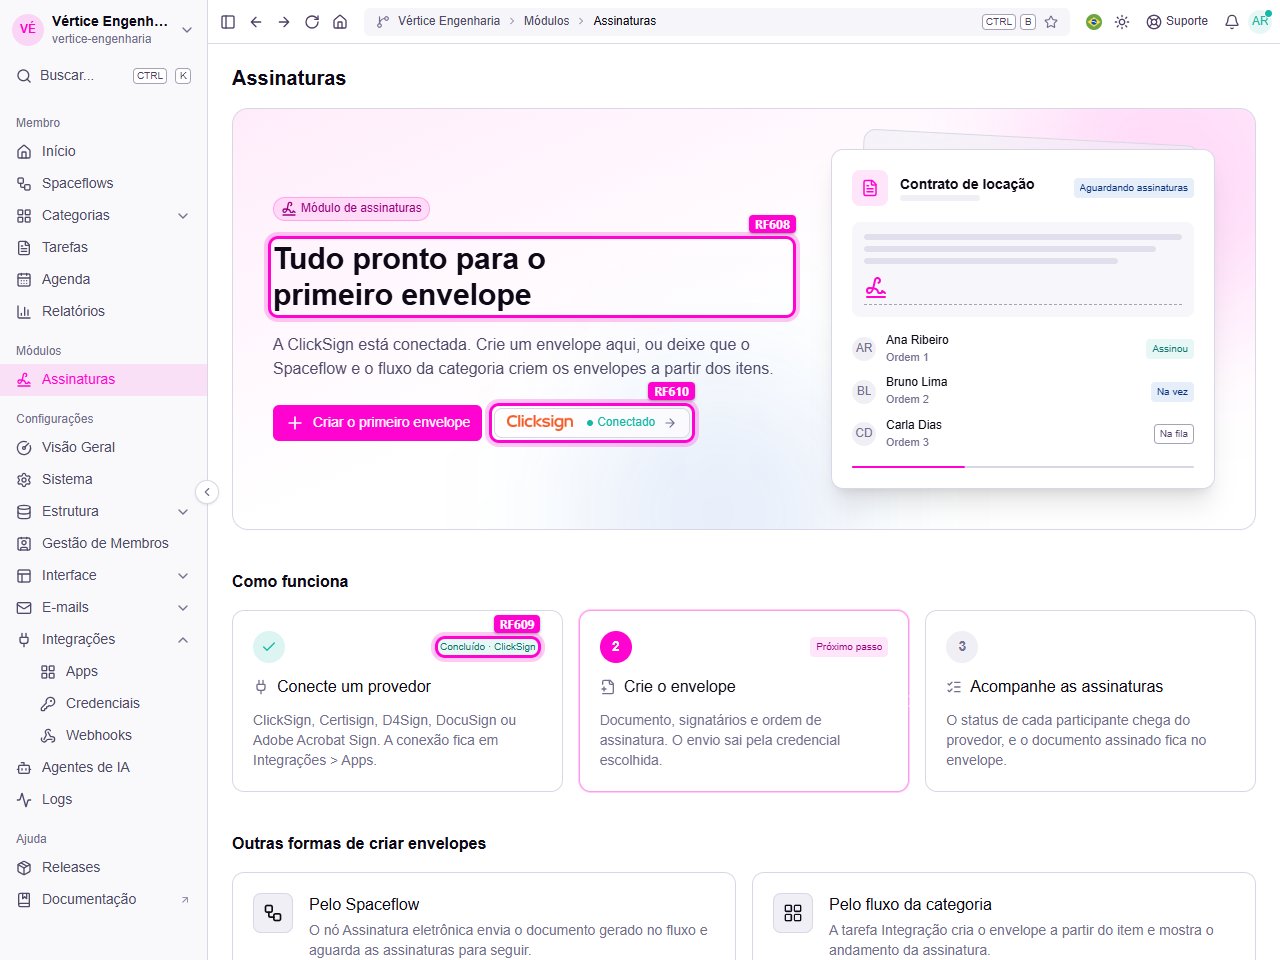 VÉ
Vértice Engenh...
vertice-engenharia
Buscar...
CTRL K
Membro
Início
Spaceflows
Categorias
Tarefas
Agenda
Relatórios
Módulos
Assinaturas
Configurações
Visão Geral
Sistema
Estrutura
Gestão de Membros
Interface
E-mails
Integrações
Apps
Credenciais
Webhooks
Agentes de IA
Logs
Ajuda
Releases
Documentação
Vértice Engenharia
Módulos
Assinaturas
CTRL B
Suporte
AR
Assinaturas
Módulo de assinaturas
RF608
Tudo pronto para o
primeiro envelope
A ClickSign está conectada. Crie um envelope aqui, ou deixe que o
Spaceflow e o fluxo da categoria criem os envelopes a partir dos itens.
RF610
Criar o primeiro envelope
Clicksign
Conectado
Contrato de locação
Aguardando assinaturas
AR
Ana Ribeiro
Ordem 1
Assinou
BL
Bruno Lima
Ordem 2
Na vez
CD
Carla Dias
Ordem 3
Na fila
Como funciona
RF609
Concluído · ClickSign
Conecte um provedor
ClickSign, Certisign, D4Sign, DocuSign ou
Adobe Acrobat Sign. A conexão fica em
Integrações > Apps.
2
Próximo passo
Crie o envelope
Documento, signatários e ordem de
assinatura. O envio sai pela credencial
escolhida.
3
Acompanhe as assinaturas
O status de cada participante chega do
provedor, e o documento assinado fica no
envelope.
Outras formas de criar envelopes
Pelo Spaceflow
O nó Assinatura eletrônica envia o documento gerado no fluxo e
aguarda as assinaturas para seguir.
Pelo fluxo da categoria
A tarefa Integração cria o envelope a partir do item e mostra o
andamento da assinatura.